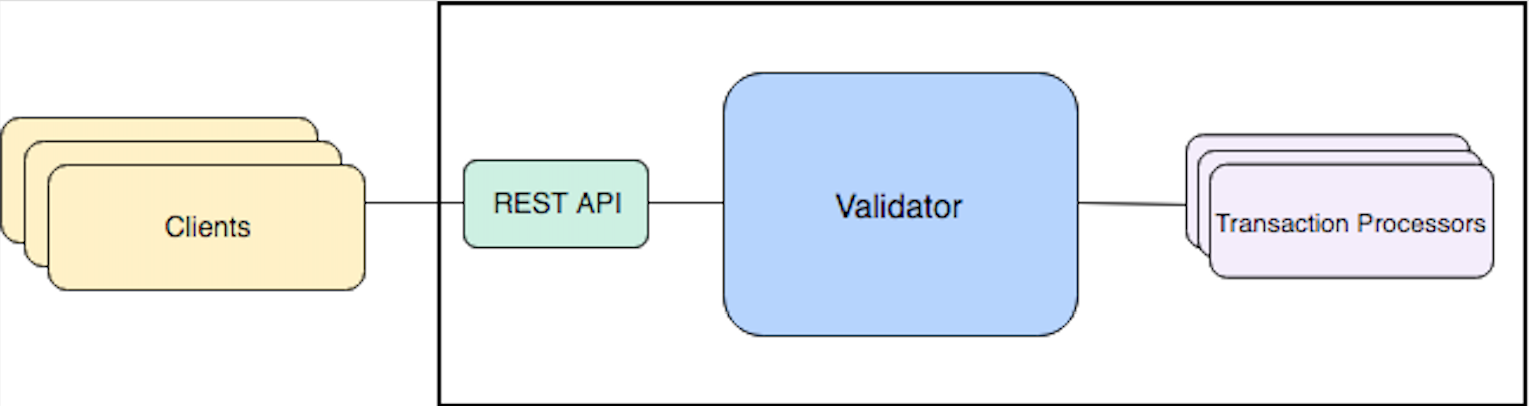 Clients
REST API
Validator
Transaction Processors